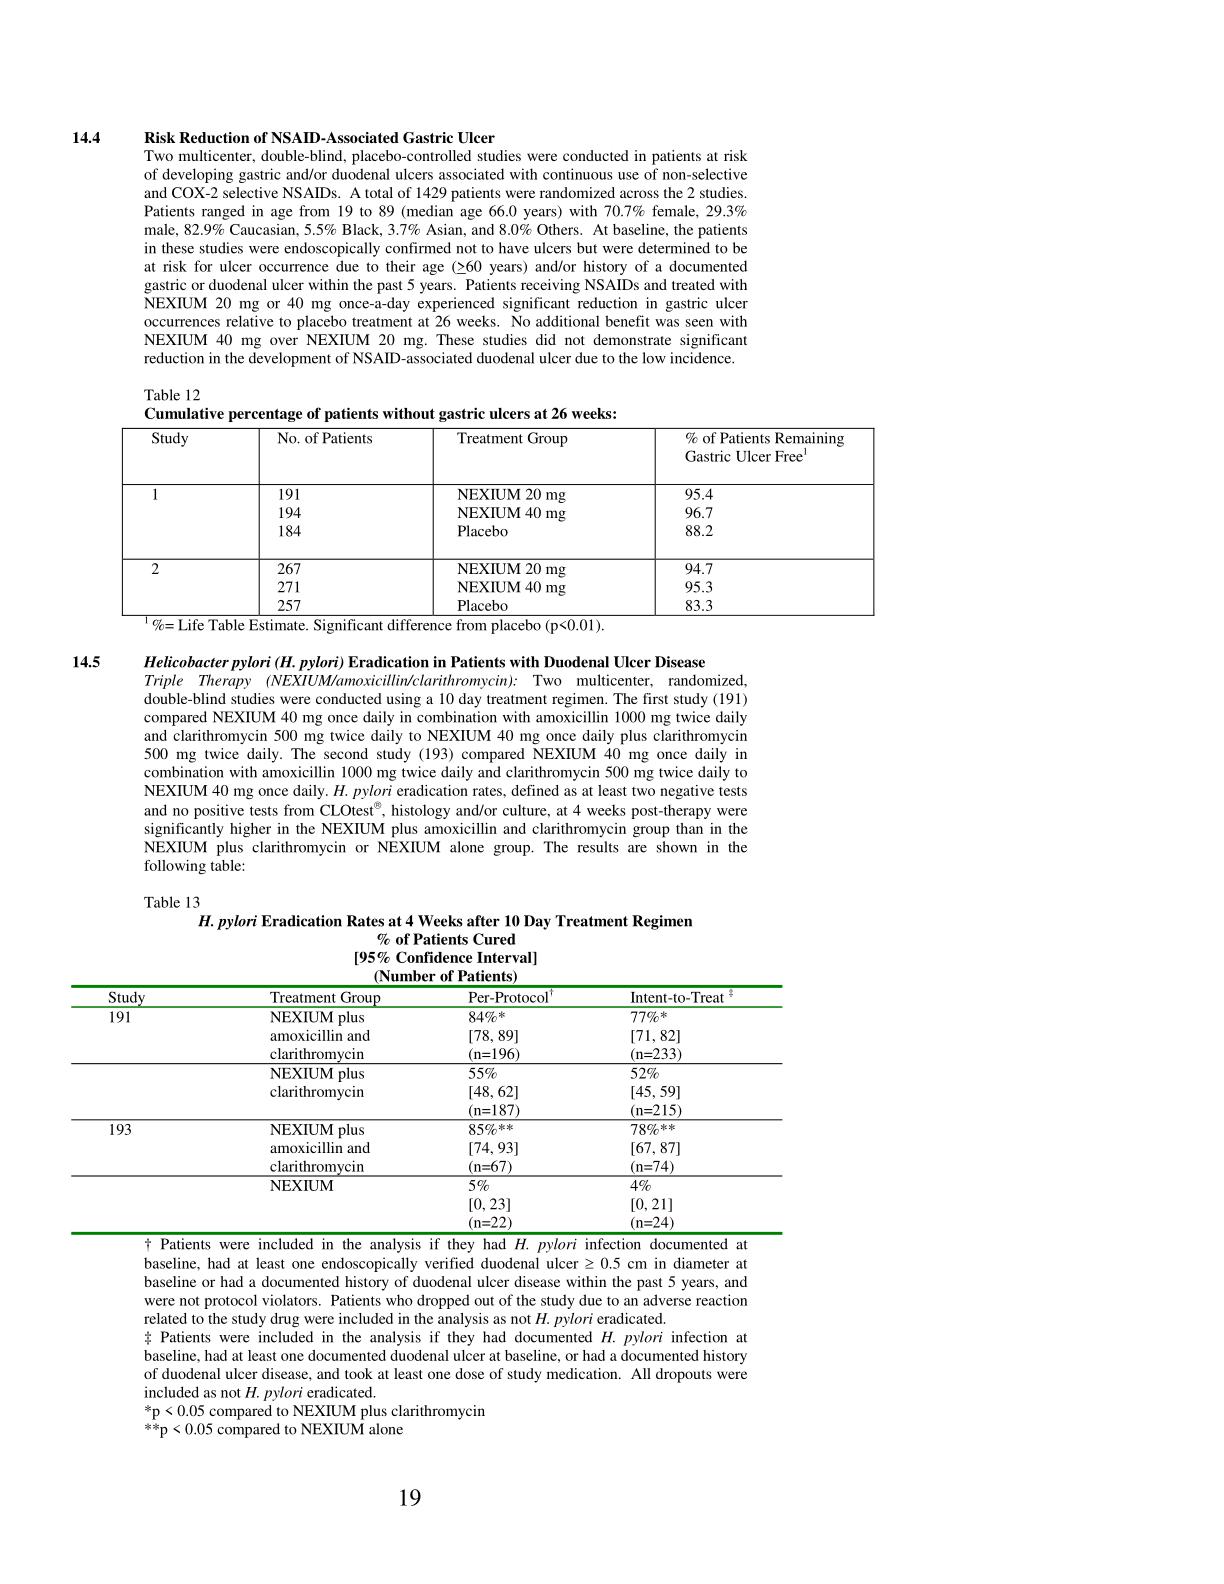 14.4 Risk Reduction of NSAID-Associated Gastric Ulcer
Two multicenter, double-blind, placebo-controlled studies were conducted in patients at risk
of developing gastric and/or duodenal ulcers associated with continuous use of non-selective
and COX-2 selective NSAIDs. A total of 1429 patients were randomized across the 2 studies.
Patients ranged in age from 19 to 89 (median age 66.0 years) with 70.7% female, 29.3%
male, 82.9% Caucasian, 5.5% Black, 3.7% Asian, and 8.0% Others. At baseline, the patients
in these studies were endoscopically confirmed not to have ulcers but were determined to be
at risk for ulcer occurrence due to their age (≥60 years) and/or history of a documented
gastric or duodenal ulcer within the past 5 years. Patients receiving NSAIDs and treated with
NEXIUM 20 mg or 40 mg once-a-day experienced significant reduction in gastric ulcer
occurrences relative to placebo treatment at 26 weeks. No additional benefit was seen with
NEXIUM 40 mg over NEXIUM 20 mg. These studies did not demonstrate significant
reduction in the development of NSAID-associated duodenal ulcer due to the low incidence.
Table 12
Cumulative percentage of patients without gastric ulcers at 26 weeks:
Study No. of Patients Treatment Group % of Patients Remaining
Gastric Ulcer Free¹
1 191 NEXIUM 20 mg 95.4
194 NEXIUM 40 mg 96.7
184 Placebo 88.2
2 267 NEXIUM 20 mg 94.7
271 NEXIUM 40 mg 95.3
257 Placebo 83.3
¹ %= Life Table Estimate. Significant difference from placebo (p<0.01).
14.5 Helicobacter pylori (H. pylori) Eradication in Patients with Duodenal Ulcer Disease
Triple Therapy (NEXIUM/amoxicillin/clarithromycin): Two multicenter, randomized,
double-blind studies were conducted using a 10 day treatment regimen. The first study (191)
compared NEXIUM 40 mg once daily in combination with amoxicillin 1000 mg twice daily
and clarithromycin 500 mg twice daily to NEXIUM 40 mg once daily plus clarithromycin
500 mg twice daily. The second study (193) compared NEXIUM 40 mg once daily in
combination with amoxicillin 1000 mg twice daily and clarithromycin 500 mg twice daily to
NEXIUM 40 mg once daily. H. pylori eradication rates, defined as at least two negative tests
and no positive tests from CLOtest®, histology and/or culture, at 4 weeks post-therapy were
significantly higher in the NEXIUM plus amoxicillin and clarithromycin group than in the
NEXIUM plus clarithromycin or NEXIUM alone group. The results are shown in the
following table:
Table 13
H. pylori Eradication Rates at 4 Weeks after 10 Day Treatment Regimen
% of Patients Cured
[95% Confidence Interval]
(Number of Patients)
Study Treatment Group Per-Protocol† Intent-to-Treat ‡
191 NEXIUM plus 84%* 77%*
amoxicillin and [78, 89] [71, 82]
clarithromycin (n=196) (n=233)
NEXIUM plus 55% 52%
clarithromycin [48, 62] [45, 59]
(n=187) (n=215)
193 NEXIUM plus 85%** 78%**
amoxicillin and [74, 93] [67, 87]
clarithromycin (n=67) (n=74)
NEXIUM 5% 4%
[0, 23] [0, 21]
(n=22) (n=24)
† Patients were included in the analysis if they had H. pylori infection documented at
baseline, had at least one endoscopically verified duodenal ulcer ≥ 0.5 cm in diameter at
baseline or had a documented history of duodenal ulcer disease within the past 5 years, and
were not protocol violators. Patients who dropped out of the study due to an adverse reaction
related to the study drug were included in the analysis as not H. pylori eradicated.
‡ Patients were included in the analysis if they had documented H. pylori infection at
baseline, had at least one documented duodenal ulcer at baseline, or had a documented history
of duodenal ulcer disease, and took at least one dose of study medication. All dropouts were
included as not H. pylori eradicated.
*p < 0.05 compared to NEXIUM plus clarithromycin
**p < 0.05 compared to NEXIUM alone
19